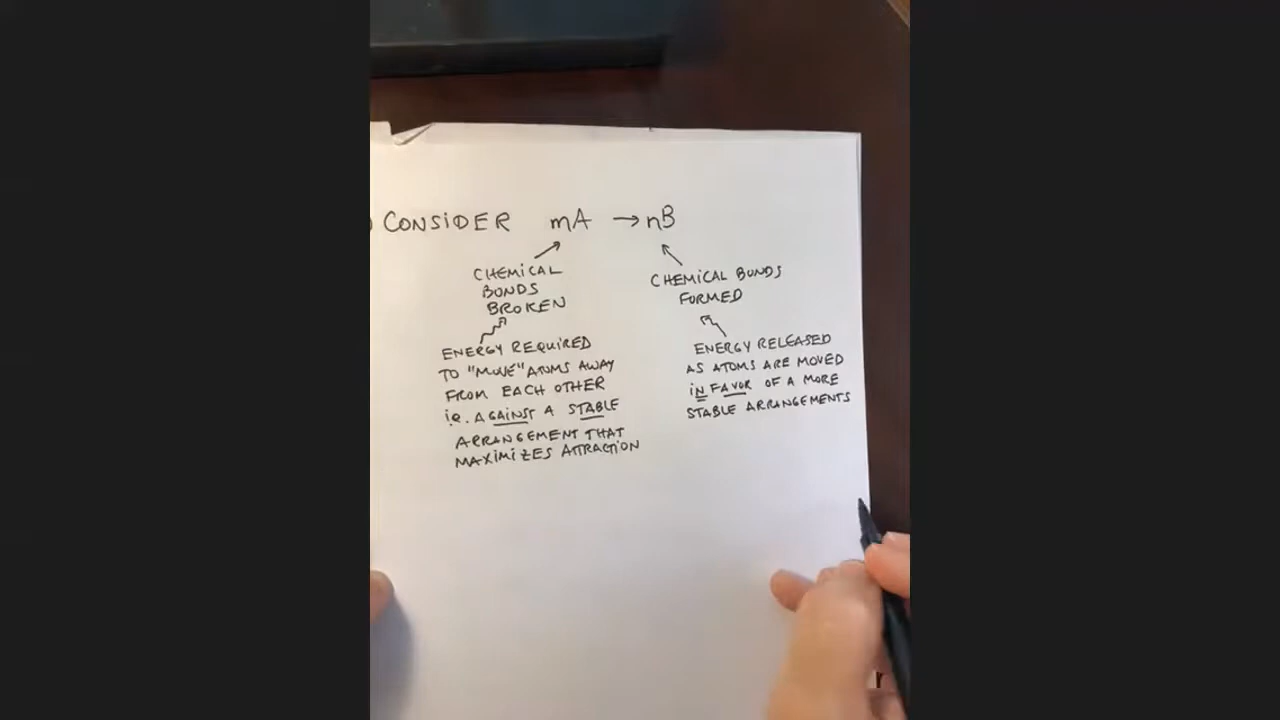 CONSIDER mA → nB
CHEMICAL
BONDS
BROKEN
ENERGY REQUIRED
TO "MOVE" ATOMS AWAY
FROM EACH OTHER
i.e. AGAINST A STABLE
ARRANGEMENT THAT
MAXIMIZES ATTRACTION
CHEMICAL BONDS
FORMED
ENERGY RELEASED
AS ATOMS ARE MOVED
IN FAVOR OF A MORE
STABLE ARRANGEMENTS